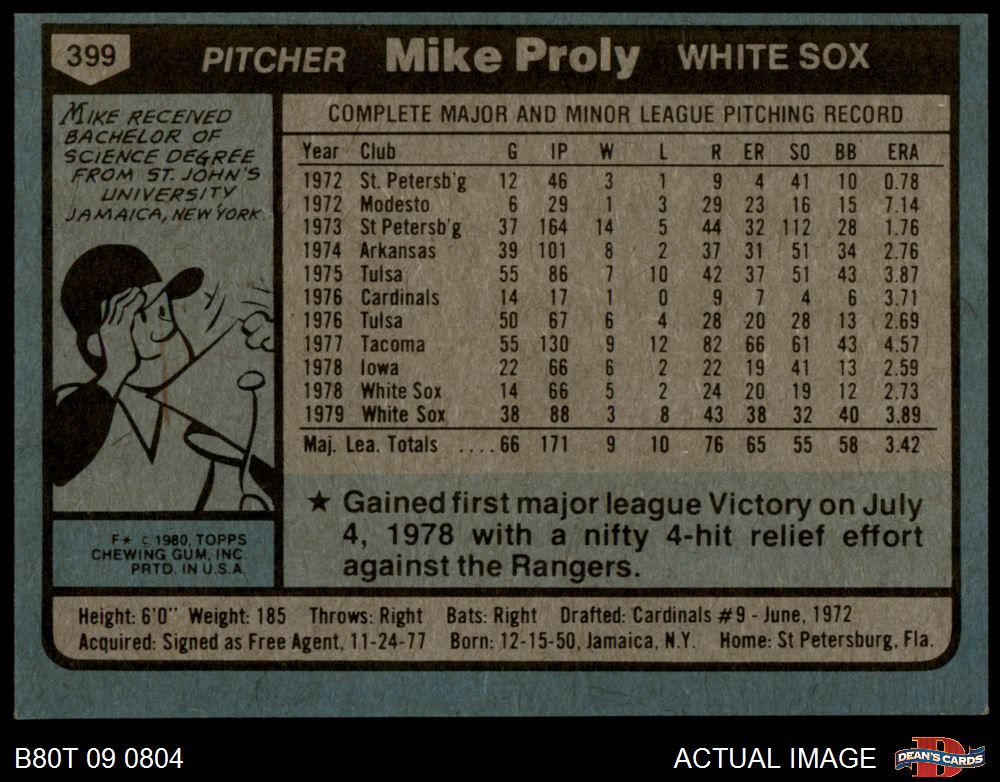 399 PITCHER Mike Proly WHITE SOX
MIKE RECEIVED
BACHELOR OF
SCIENCE DEGREE
FROM ST. JOHN'S
UNIVERSITY
JAMAICA, NEW YORK.
COMPLETE MAJOR AND MINOR LEAGUE PITCHING RECORD
Year Club G IP W L R ER SO BB ERA
1972 St. Petersb'g 12 46 3 1 9 4 41 10 0.78
1972 Modesto 6 29 1 3 29 23 16 15 7.14
1973 St Petersb'g 37 164 14 5 44 32 112 28 1.76
1974 Arkansas 39 101 8 2 37 31 51 34 2.76
1975 Tulsa 55 86 7 10 42 37 51 43 3.87
1976 Cardinals 14 17 1 0 9 7 4 6 3.71
1976 Tulsa 50 67 6 4 28 20 28 13 2.69
1977 Tacoma 55 130 9 12 82 66 61 43 4.57
1978 Iowa 22 66 6 2 22 19 41 13 2.59
1978 White Sox 14 66 5 2 24 20 19 12 2.73
1979 White Sox 38 88 3 8 43 38 32 40 3.89
Maj. Lea. Totals ....66 171 9 10 76 65 55 58 3.42
★ Gained first major league Victory on July
4, 1978 with a nifty 4-hit relief effort
against the Rangers.
F* © 1980, TOPPS
CHEWING GUM, INC.
PRTD. IN U.S.A.
Height: 6'0" Weight: 185 Throws: Right Bats: Right Drafted: Cardinals #9 - June, 1972
Acquired: Signed as Free Agent, 11-24-77 Born: 12-15-50, Jamaica, N.Y. Home: St Petersburg, Fla.
B80T 09 0804 ACTUAL IMAGE
D
DEAN'S CARDS